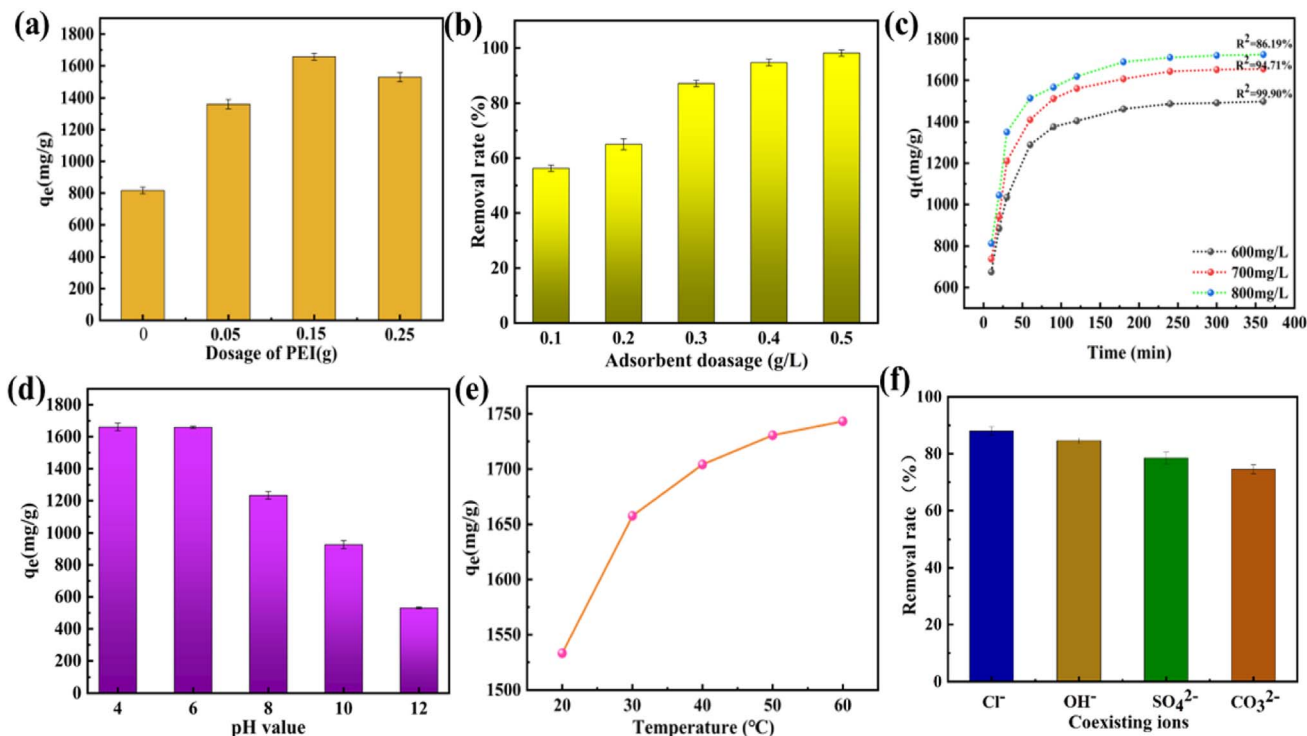 (a)
1800
1600
1400
1200
1000
800
600
400
200
0
qe(mg/g)
0 0.05 0.15 0.25
Dosage of PEI(g)
(b)
100
80
60
40
20
0
Removal rate (%)
0.1 0.2 0.3 0.4 0.5
Adsorbent doasage (g/L)
(c)
1800
1600
1400
1200
1000
800
600
qt(mg/g)
R²=86.19%
R²=94.71%
R²=99.90%
600mg/L
700mg/L
800mg/L
0 50 100 150 200 250 300 350 400
Time (min)
(d)
1800
1600
1400
1200
1000
800
600
400
200
0
qe(mg/g)
4 6 8 10 12
pH value
(e)
1750
1700
1650
1600
1550
1500
qe(mg/g)
20 30 40 50 60
Temperature (°C)
(f)
100
80
60
40
20
0
Removal rate （%）
Cl⁻ OH⁻ SO₄²⁻ CO₃²⁻
Coexisting ions